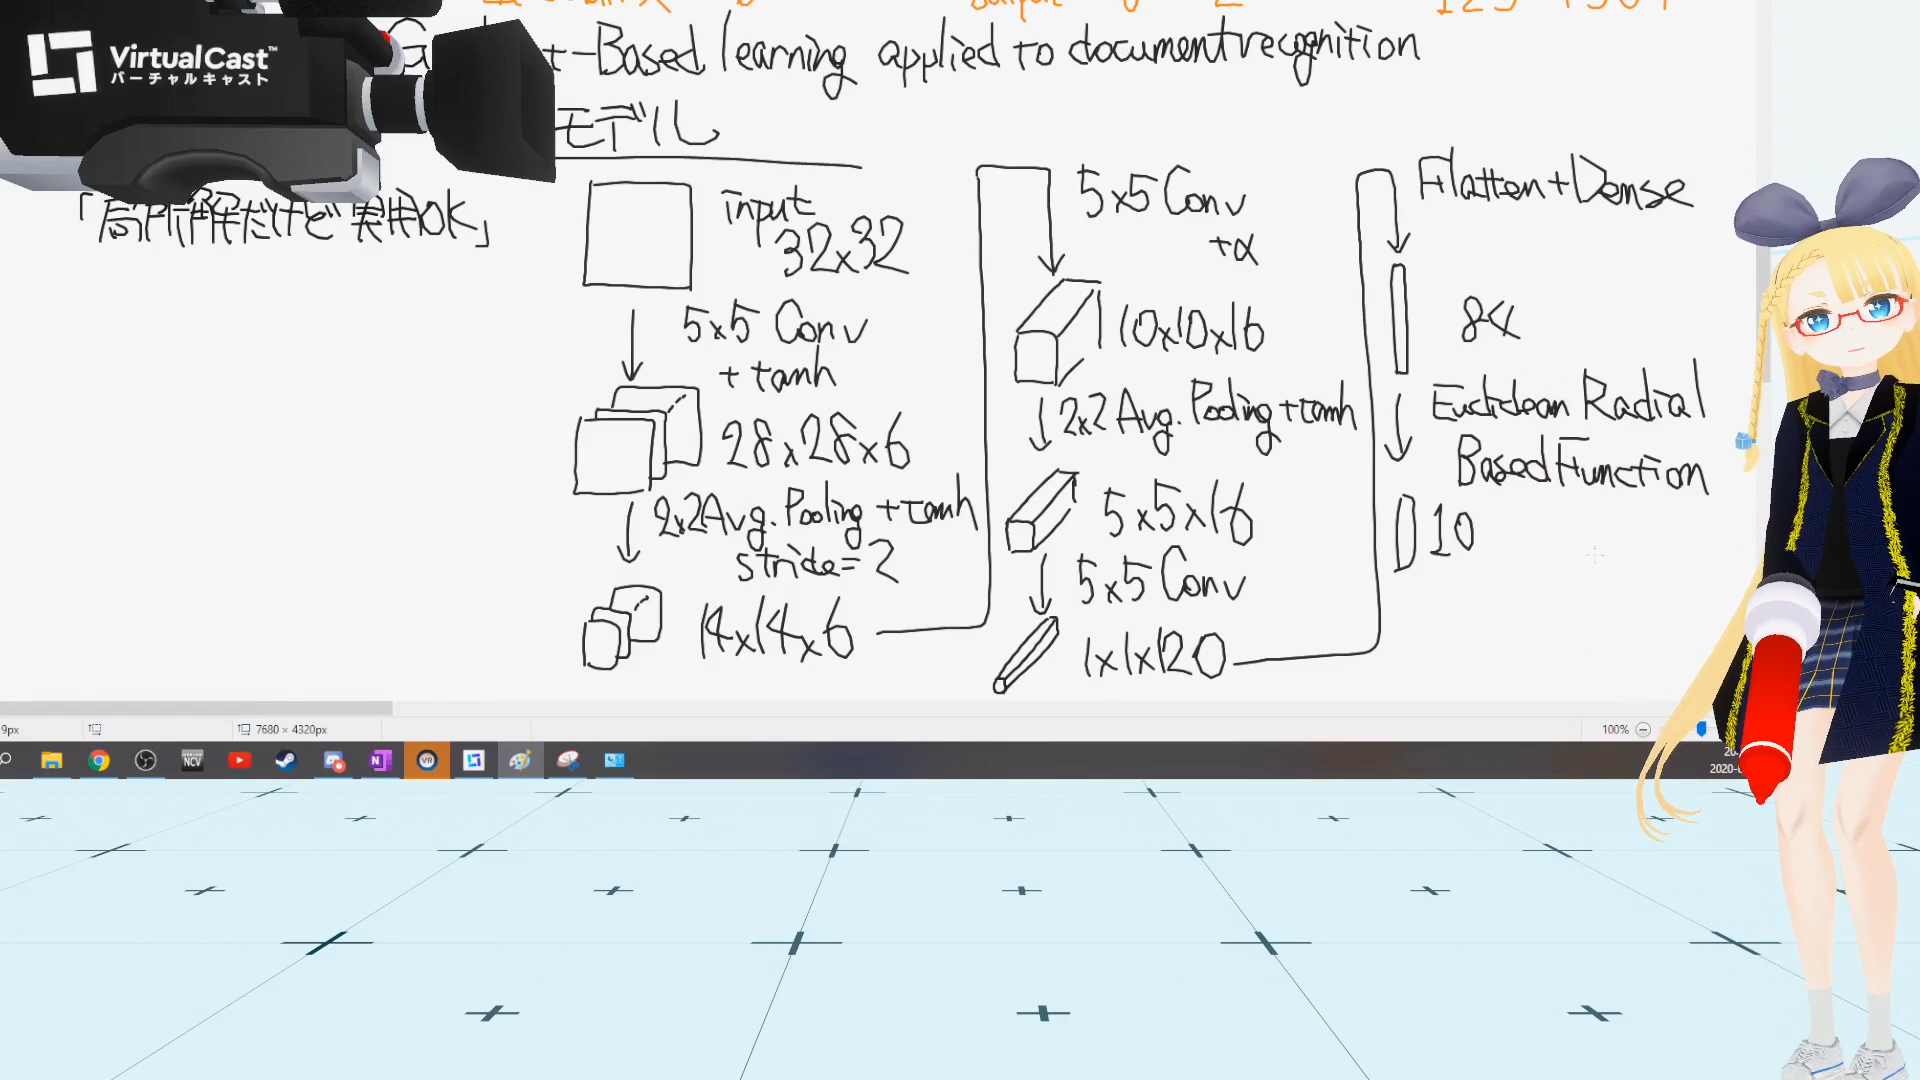 VirtualCast™
バーチャルキャスト
-Based learning applied to document recognition
モデル
「局所解だけど実用OK」
input
32x32
5x5 Conv
+ tanh
28x28x6
2x2 Avg. Pooling +tanh
stride=2
14x14x6
5x5 Conv
+α
10x10x16
2x2 Avg. Pooling +tanh
5x5x16
5x5 Conv
1x1x120
Flatten+Dense
84
Euclidean Radial
Based Function
10
9px
7680 × 4320px
100%